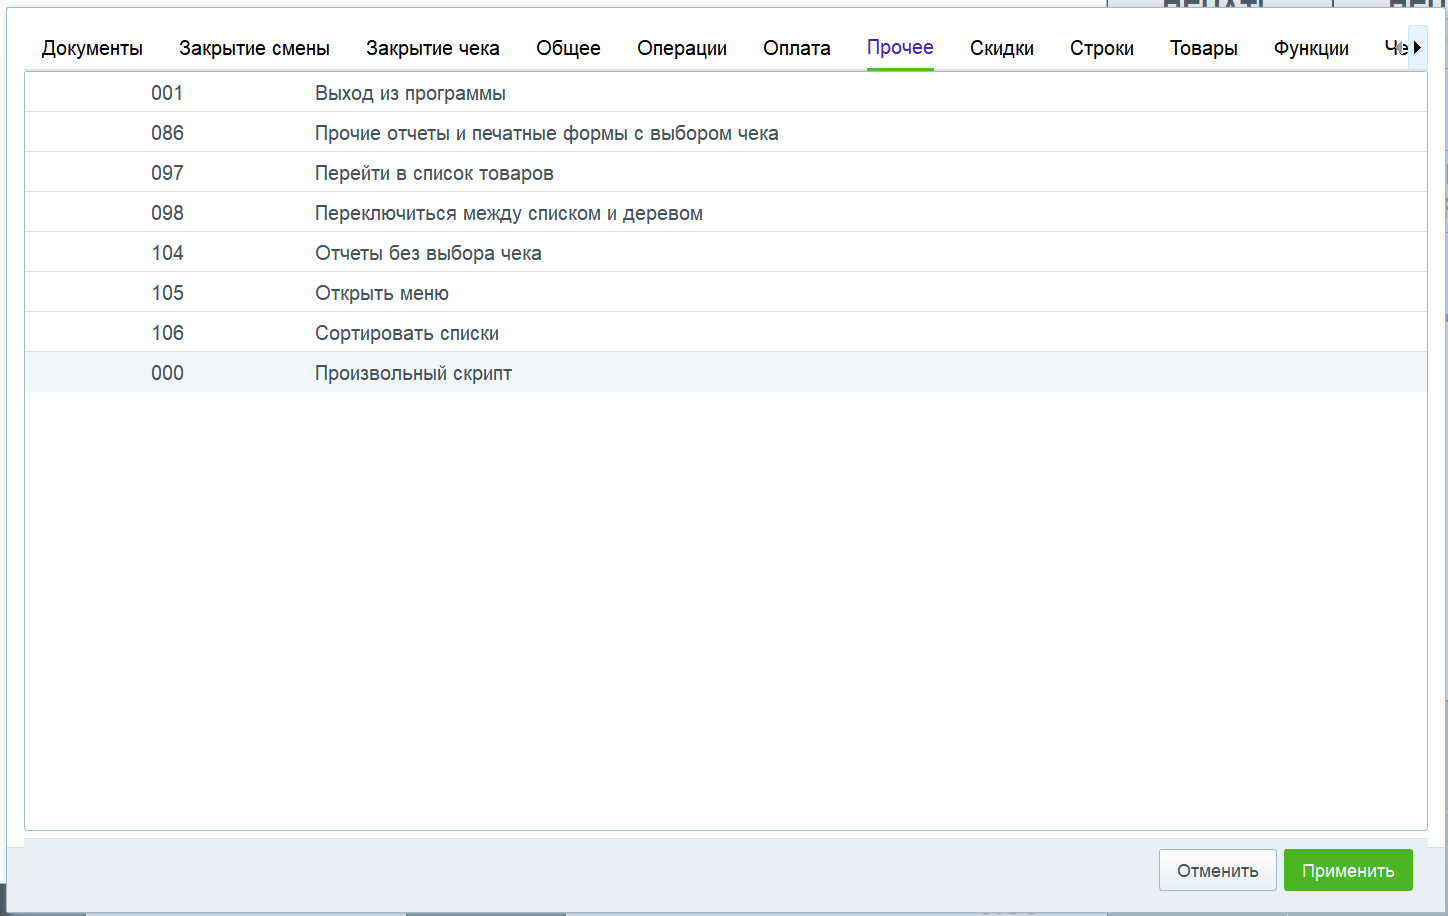 Документы Закрытие смены Закрытие чека Общее Операции Оплата Прочее Скидки Строки Товары Функции Че
001 Выход из программы
086 Прочие отчеты и печатные формы с выбором чека
097 Перейти в список товаров
098 Переключиться между списком и деревом
104 Отчеты без выбора чека
105 Открыть меню
106 Сортировать списки
000 Произвольный скрипт
Отменить Применить